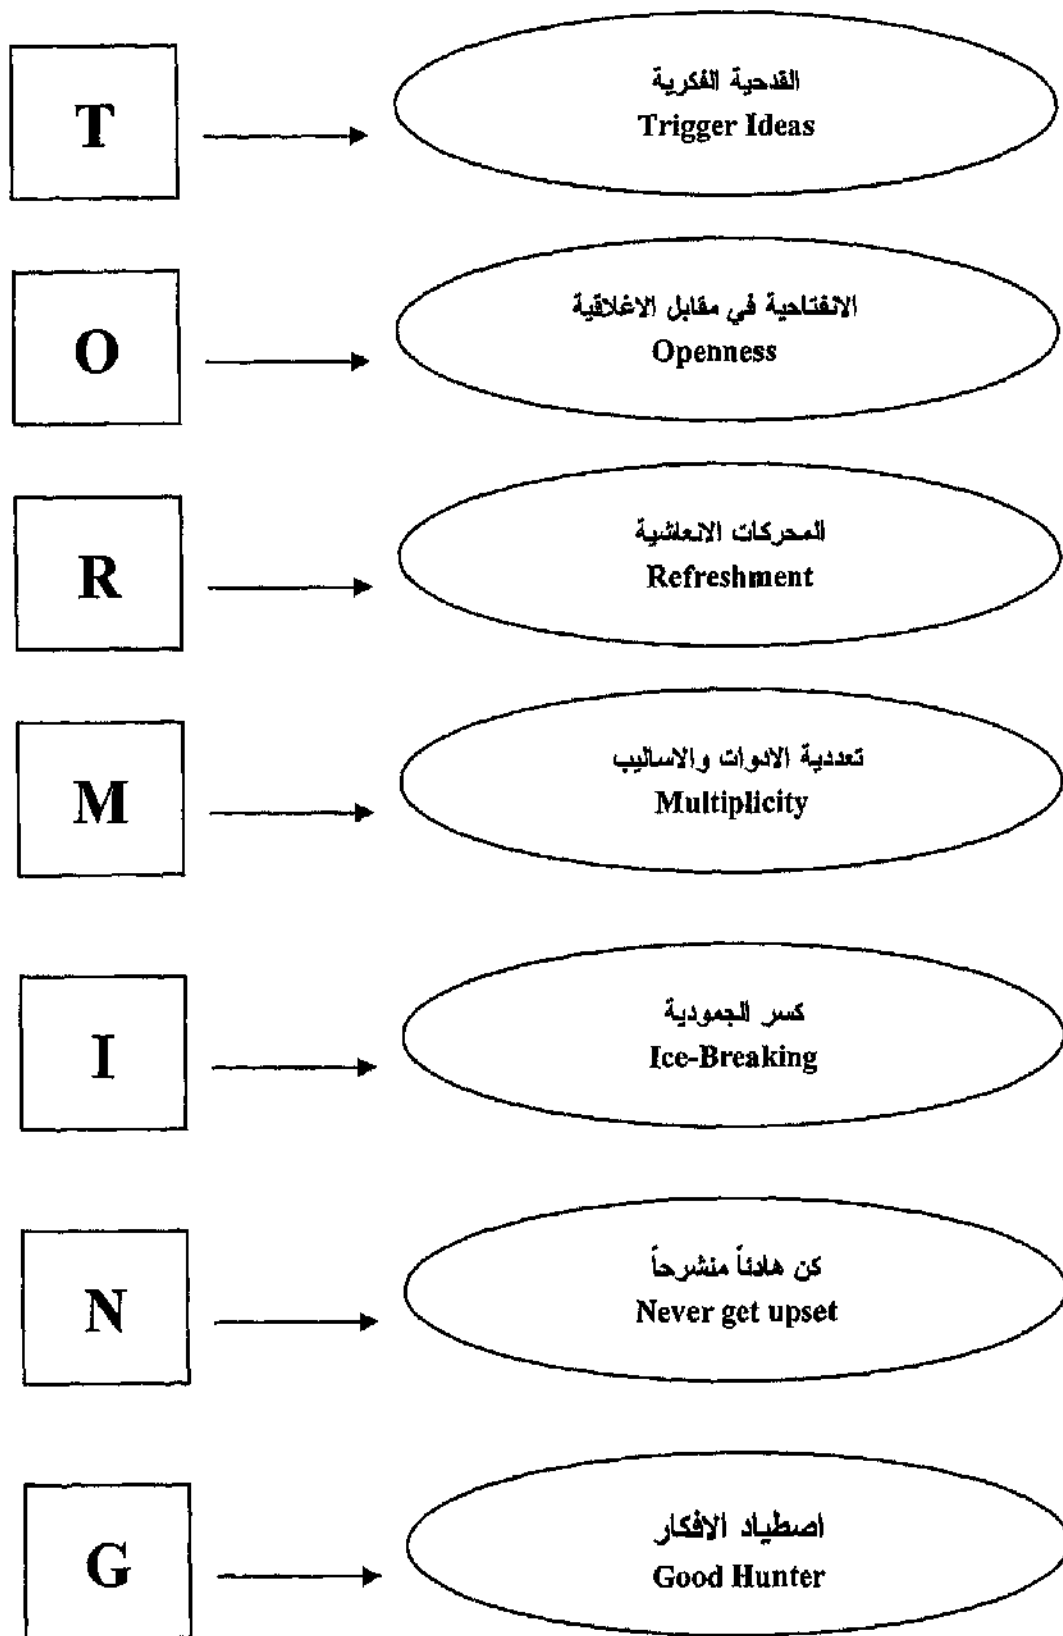 T
القدحية الفكرية
Trigger Ideas
O
الانفتاحية في مقابل الاغلاقية
Openness
R
المحركات الانعاشية
Refreshment
M
تعددية الادوات والاساليب
Multiplicity
I
كسر الجمودية
Ice-Breaking
N
كن هادئاً منشرحاً
Never get upset
G
اصطياد الافكار
Good Hunter